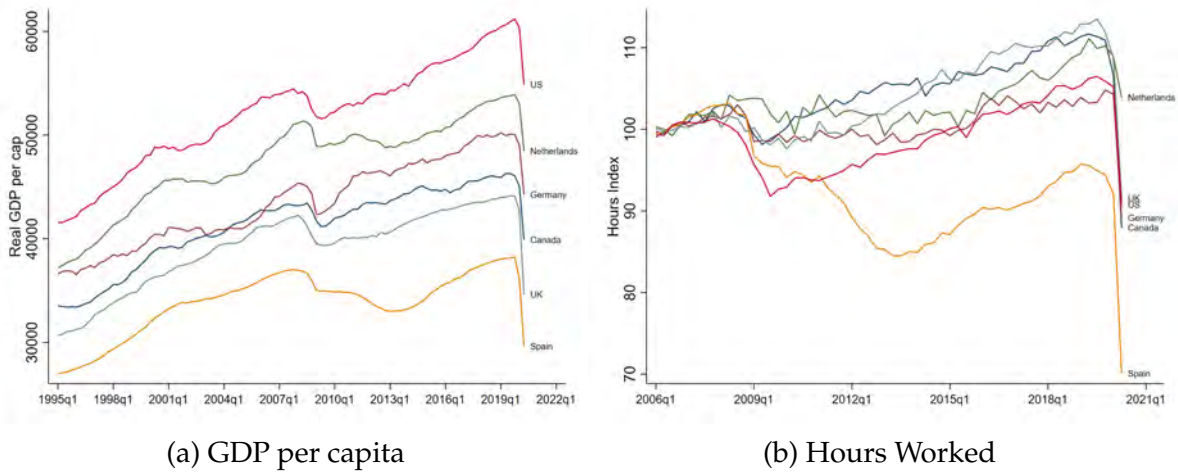 Real GDP per cap
60000
50000
40000
30000
US
Netherlands
Germany
Canada
UK
Spain
1995q1 1998q1 2001q1 2004q1 2007q1 2010q1 2013q1 2016q1 2019q1 2022q1
(a) GDP per capita
Hours Index
110
100
90
80
70
Netherlands
UK
US
Germany
Canada
Spain
2006q1 2009q1 2012q1 2015q1 2018q1 2021q1
(b) Hours Worked